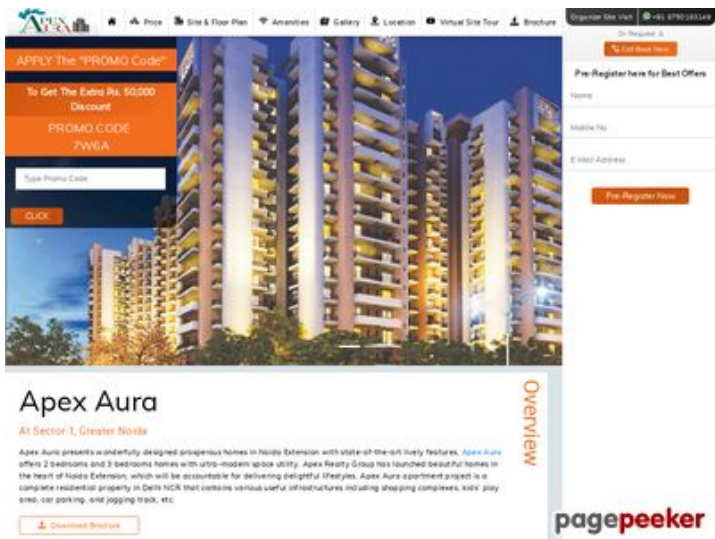 APEX AURA
Price
Site & Floor Plan
Amenities
Gallery
Location
Virtual Site Tour
Brochure
Organize Site Visit
Or Request A
Call Back Here
APPLY The "PROMO Code"
To Get The Extra Rs. 50,000
Discount
PROMO CODE
7W6A
Type Promo Code
CLICK
Pre-Register here for Best Offers
Name
Mobile No
E-Mail Address
Pre-Register Now
Apex Aura
At Sector-1, Greater Noida
Overview
Apex Aura presents wonderfully designed prosperous homes in Noida Extension with state-of-the-art lively features. Apex Aura
offers 2 bedrooms and 3 bedrooms homes with ultra-modern space utility. Apex Realty Group has launched beautiful homes in
the heart of Noida Extension, which will be accountable for delivering delightful lifestyles. Apex Aura apartment project is a
complete residential property in Delhi NCR that contains various useful infrastructures including shopping complexes, kids' play
area, car parking, and jogging track, etc.
Download Brochure
pagepeeker